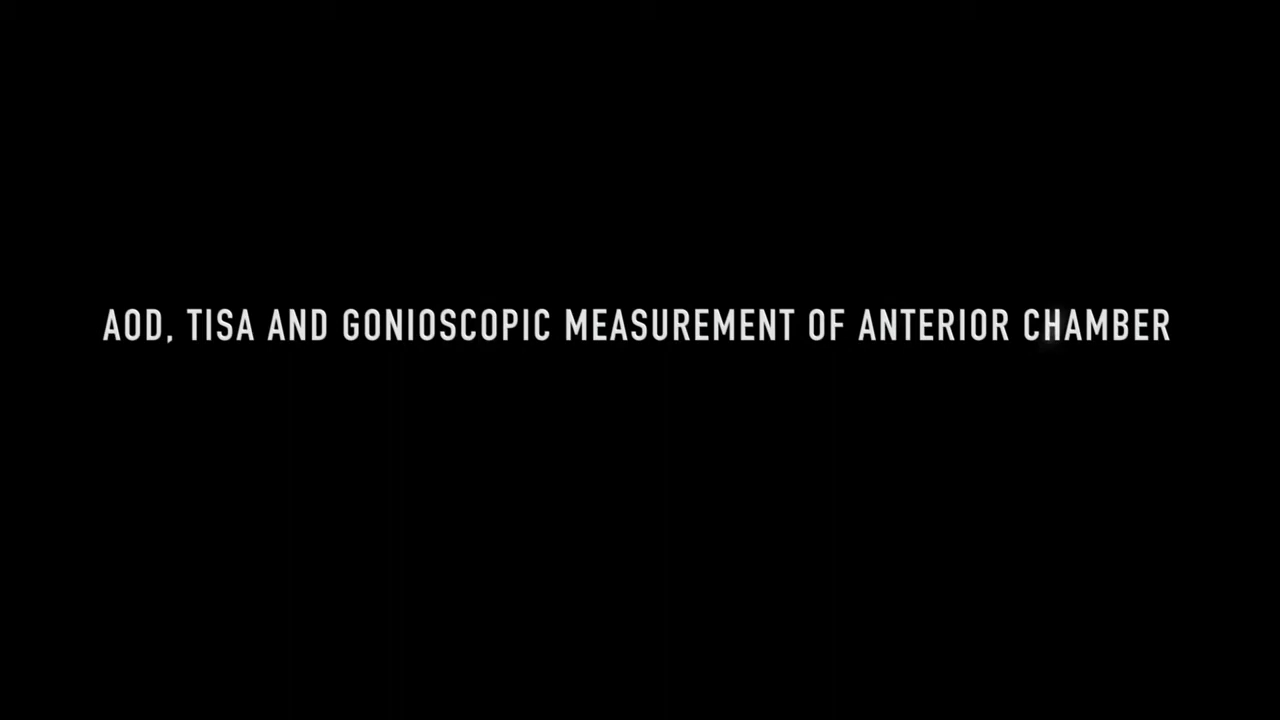 AOD, TISA AND GONIOSCOPIC MEASUREMENT OF ANTERIOR CHAMBER